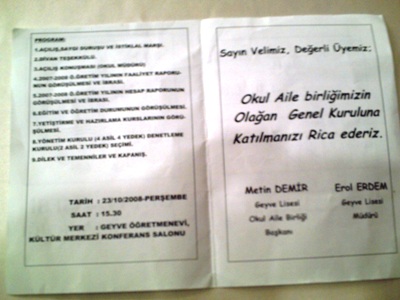 PROGRAM:
1.AÇILIŞ,SAYGI DURUŞU VE İSTİKLAL MARŞI.
2.DİVAN TEŞEKKÜLÜ.
3.AÇILIŞ KONUŞMASI (OKUL MÜDÜRÜ)
4.2007-2008 Ö.ĞRETİM YILININ FAALİYET RAPORU-
NUN GÖRÜŞÜLMESİ VE İBRASI.
5.2007-2008 Ö.ĞRETİM YILININ HESAP RAPORUNUN
GÖRÜŞÜLMESİ VE İBRASI.
6.EĞİTİM VE ÖĞRETİM DURUMUNUN GÖRÜŞÜLMESİ.
7.YETİŞTİRME VE HAZIRLAMA KURSLARININ GÖRÜ-
ŞÜLMESİ.
8.YÖNETİM KURULU (4 ASİL 4 YEDEK) DENETLEME
KURULU(2 ASİL 2 YEDEK) SEÇİMİ.
9.DİLEK VE TEMENNİLER VE KAPANIŞ.
TARİH : 23/10/2008-PERŞEMBE
SAAT : 15.30
YER : GEYVE ÖĞRETMENEVİ,
KÜLTÜR MERKEZİ KONFERANS SALONU
Sayın Velimiz, Değerli Üyemiz;
Okul Aile birliğimizin
Olağan Genel Kuruluna
Katılmanızı Rica ederiz.
Metin DEMİR
Geyve Lisesi
Okul Aile Birliği
Başkanı
Erol ERDEM
Geyve Lisesi
Müdürü